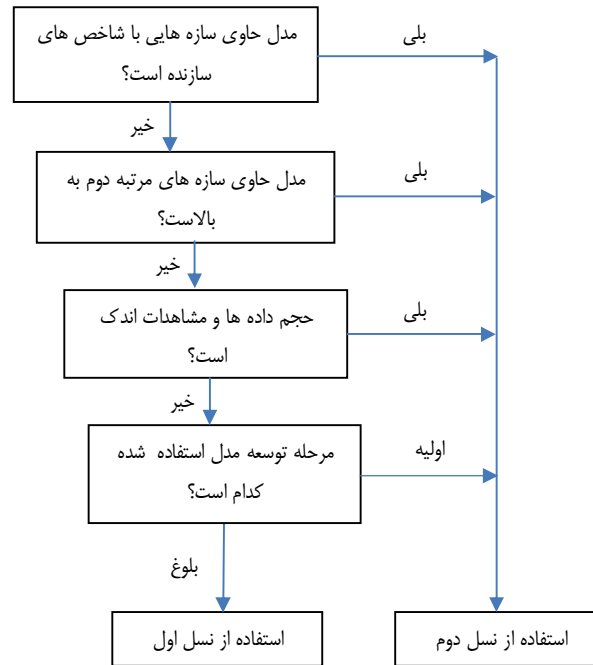 مدل حاوی سازه هایی با شاخص های
سازنده است؟
بلی
خیر
مدل حاوی سازه های مرتبه دوم به
بالاست؟
بلی
خیر
حجم داده ها و مشاهدات اندک
است؟
بلی
خیر
مرحله توسعه مدل استفاده شده
کدام است؟
اولیه
بلوغ
استفاده از نسل دوم
استفاده از نسل اول